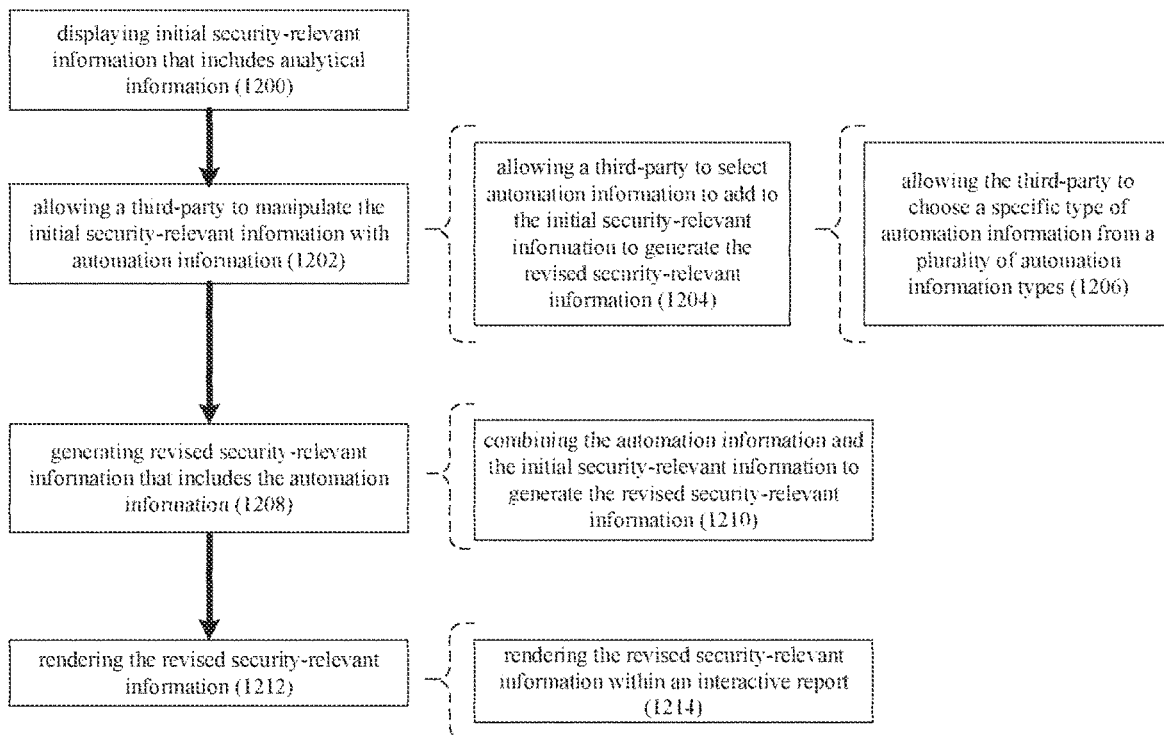 displaying initial security-relevant
information that includes analytical
information (1200)
allowing a third-party to manipulate the
initial security-relevant information with
automation information (1202)
allowing a third-party to select
automation information to add to
the initial security-relevant
information to generate the
revised security-relevant
information (1204)
allowing the third-party to
choose a specific type of
automation information from a
plurality of automation
information types (1206)
generating revised security-relevant
information that includes the automation
information (1208)
combining the automation information and
the initial security-relevant information to
generate the revised security-relevant
information (1210)
rendering the revised security-relevant
information (1212)
rendering the revised security-relevant
information within an interactive report
(1214)